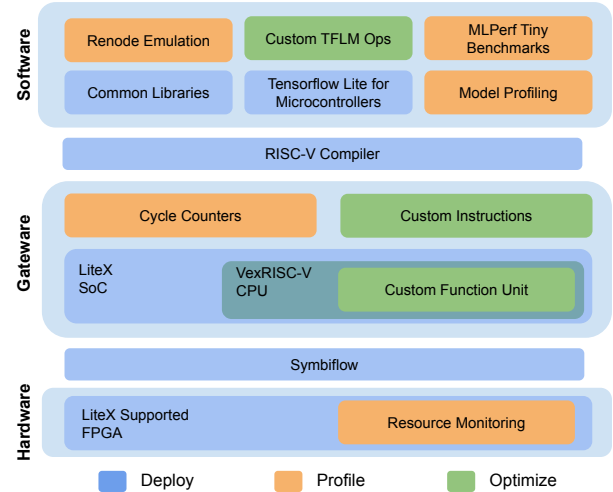 Software
Renode Emulation
Custom TFLM Ops
MLPerf Tiny
Benchmarks
Common Libraries
Tensorflow Lite for
Microcontrollers
Model Profiling
RISC-V Compiler
Gateware
Cycle Counters
Custom Instructions
LiteX
SoC
VexRISC-V
CPU
Custom Function Unit
Symbiflow
Hardware
LiteX Supported
FPGA
Resource Monitoring
Deploy
Profile
Optimize